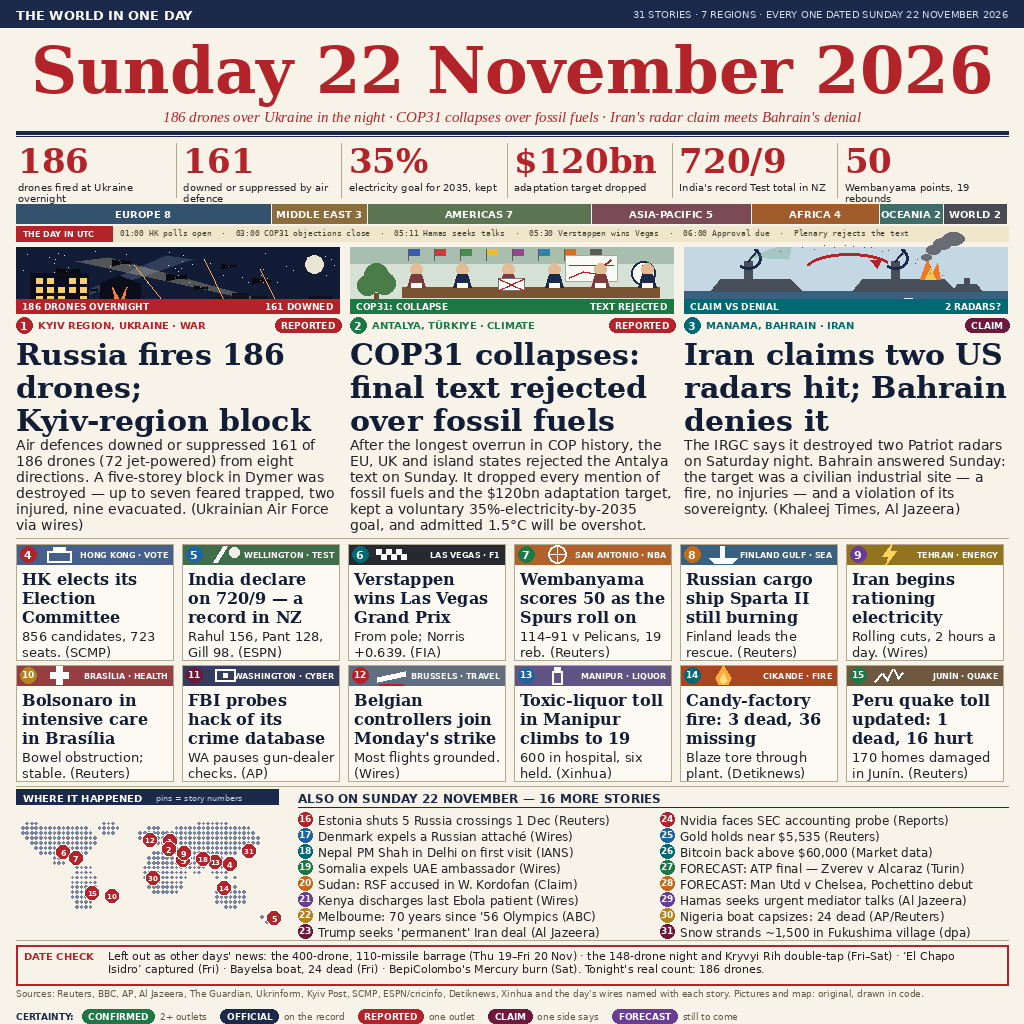 THE WORLD IN ONE DAY
31 STORIES · 7 REGIONS · EVERY ONE DATED SUNDAY 22 NOVEMBER 2026
Sunday 22 November 2026
186 drones over Ukraine in the night · COP31 collapses over fossil fuels · Iran's radar claim meets Bahrain's denial
186
drones fired at Ukraine
overnight
161
downed or suppressed by air
defence
35%
electricity goal for 2035, kept
$120bn
adaptation target dropped
720/9
India's record Test total in NZ
50
Wembanyama points, 19
rebounds
EUROPE 8
MIDDLE EAST 3
AMERICAS 7
ASIA-PACIFIC 5
AFRICA 4
OCEANIA 2
WORLD 2
THE DAY IN UTC
01:00 HK polls open · 03:00 COP31 objections close · 05:11 Hamas seeks talks · 05:30 Verstappen wins Vegas · 06:00 Approval due · Plenary rejects the text
186 DRONES OVERNIGHT
161 DOWNED
1 KYIV REGION, UKRAINE · WAR
REPORTED
Russia fires 186
drones;
Kyiv-region block
Air defences downed or suppressed 161 of
186 drones (72 jet-powered) from eight
directions. A five-storey block in Dymer was
destroyed — up to seven feared trapped, two
injured, nine evacuated. (Ukrainian Air Force
via wires)
COP31: COLLAPSE
TEXT REJECTED
2 ANTALYA, TÜRKIYE · CLIMATE
REPORTED
COP31 collapses:
final text rejected
over fossil fuels
After the longest overrun in COP history, the
EU, UK and island states rejected the Antalya
text on Sunday. It dropped every mention of
fossil fuels and the $120bn adaptation target,
kept a voluntary 35%-electricity-by-2035
goal, and admitted 1.5°C will be overshot.
CLAIM VS DENIAL
2 RADARS?
3 MANAMA, BAHRAIN · IRAN
CLAIM
Iran claims two US
radars hit; Bahrain
denies it
The IRGC says it destroyed two Patriot radars
on Saturday night. Bahrain answered Sunday:
the target was a civilian industrial site — a
fire, no injuries — and a violation of its
sovereignty. (Khaleej Times, Al Jazeera)
4 HONG KONG · VOTE
HK elects its
Election
Committee
856 candidates, 723
seats. (SCMP)
5 WELLINGTON · TEST
India declare
on 720/9 — a
record in NZ
Rahul 156, Pant 128,
Gill 98. (ESPN)
6 LAS VEGAS · F1
Verstappen
wins Las Vegas
Grand Prix
From pole; Norris
+0.639. (FIA)
7 SAN ANTONIO · NBA
Wembanyama
scores 50 as the
Spurs roll on
114–91 v Pelicans, 19
reb. (Reuters)
8 FINLAND GULF · SEA
Russian cargo
ship Sparta II
still burning
Finland leads the
rescue. (Reuters)
9 TEHRAN · ENERGY
Iran begins
rationing
electricity
Rolling cuts, 2 hours a
day. (Wires)
10 BRASÍLIA · HEALTH
Bolsonaro in
intensive care
in Brasília
Bowel obstruction;
stable. (Reuters)
11 WASHINGTON · CYBER
FBI probes
hack of its
crime database
WA pauses gun-dealer
checks. (AP)
12 BRUSSELS · TRAVEL
Belgian
controllers join
Monday's strike
Most flights grounded.
(Wires)
13 MANIPUR · LIQUOR
Toxic-liquor toll
in Manipur
climbs to 19
600 in hospital, six
held. (Xinhua)
14 CIKANDE · FIRE
Candy-factory
fire: 3 dead, 36
missing
Blaze tore through
plant. (Detiknews)
15 JUNÍN · QUAKE
Peru quake toll
updated: 1
dead, 16 hurt
170 homes damaged
in Junín. (Reuters)
WHERE IT HAPPENED pins = story numbers
12
2
9
6
7
18
13
4
31
30
14
15
10
5
ALSO ON SUNDAY 22 NOVEMBER — 16 MORE STORIES
16 Estonia shuts 5 Russia crossings 1 Dec (Reuters)
17 Denmark expels a Russian attaché (Wires)
18 Nepal PM Shah in Delhi on first visit (IANS)
19 Somalia expels UAE ambassador (Wires)
20 Sudan: RSF accused in W. Kordofan (Claim)
21 Kenya discharges last Ebola patient (Wires)
22 Melbourne: 70 years since '56 Olympics (ABC)
23 Trump seeks 'permanent' Iran deal (Al Jazeera)
24 Nvidia faces SEC accounting probe (Reports)
25 Gold holds near $5,535 (Reuters)
26 Bitcoin back above $60,000 (Market data)
27 FORECAST: ATP final — Zverev v Alcaraz (Turin)
28 FORECAST: Man Utd v Chelsea, Pochettino debut
29 Hamas seeks urgent mediator talks (Al Jazeera)
30 Nigeria boat capsizes: 24 dead (AP/Reuters)
31 Snow strands ~1,500 in Fukushima village (dpa)
DATE CHECK
Left out as other days' news: the 400-drone, 110-missile barrage (Thu 19–Fri 20 Nov) · the 148-drone night and Kryvyi Rih double-tap (Fri–Sat) · 'El Chapo
Isidro' captured (Fri) · Bayelsa boat, 24 dead (Fri) · BepiColombo's Mercury burn (Sat). Tonight's real count: 186 drones.
Sources: Reuters, BBC, AP, Al Jazeera, The Guardian, Ukrinform, Kyiv Post, SCMP, ESPN/cricinfo, Detiknews, Xinhua and the day's wires named with each story. Pictures and map: original, drawn in code.
CERTAINTY: CONFIRMED 2+ outlets OFFICIAL on the record REPORTED one outlet CLAIM one side says FORECAST still to come